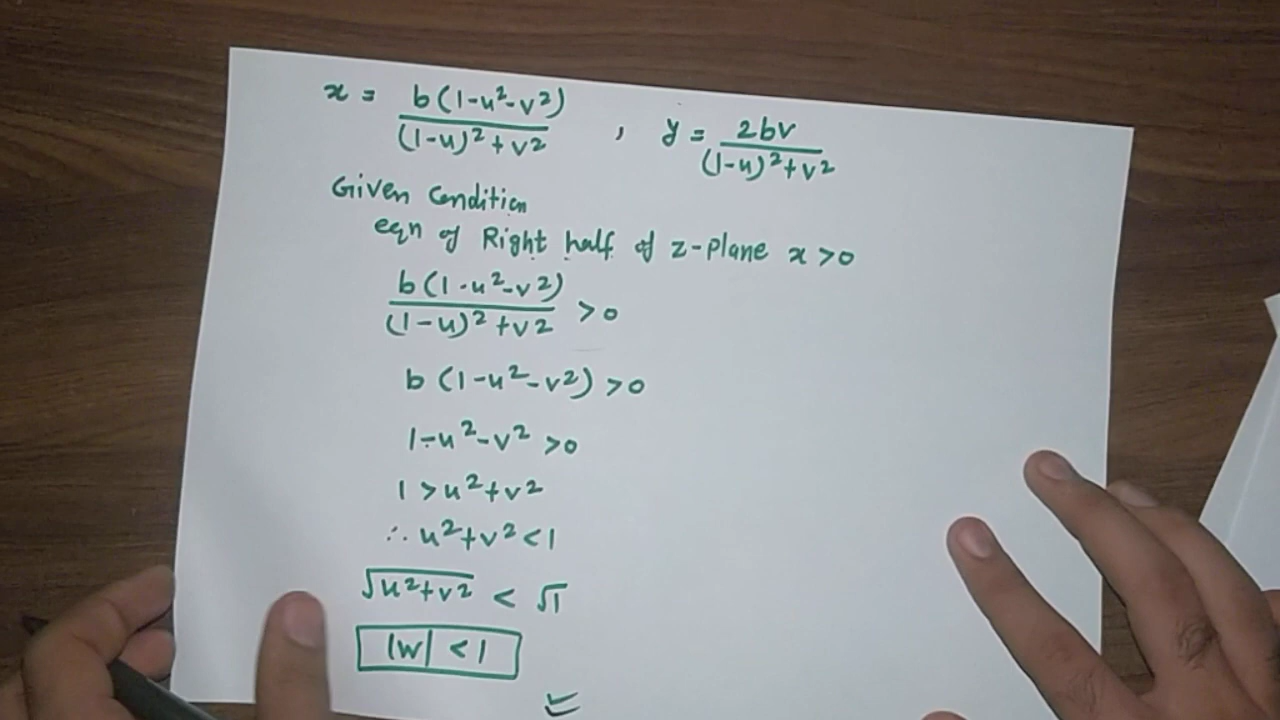 x = b(1-u²-v²) / (1-u)²+v² , y = 2bv / (1-u)²+v²
Given Condition
eqn of Right half of z-plane x>0
b(1-u²-v²) / (1-u)²+v² >0
b(1-u²-v²)>0
1-u²-v²>0
1>u²+v²
∴ u²+v²<1
√u²+v² < √1
|w| <1